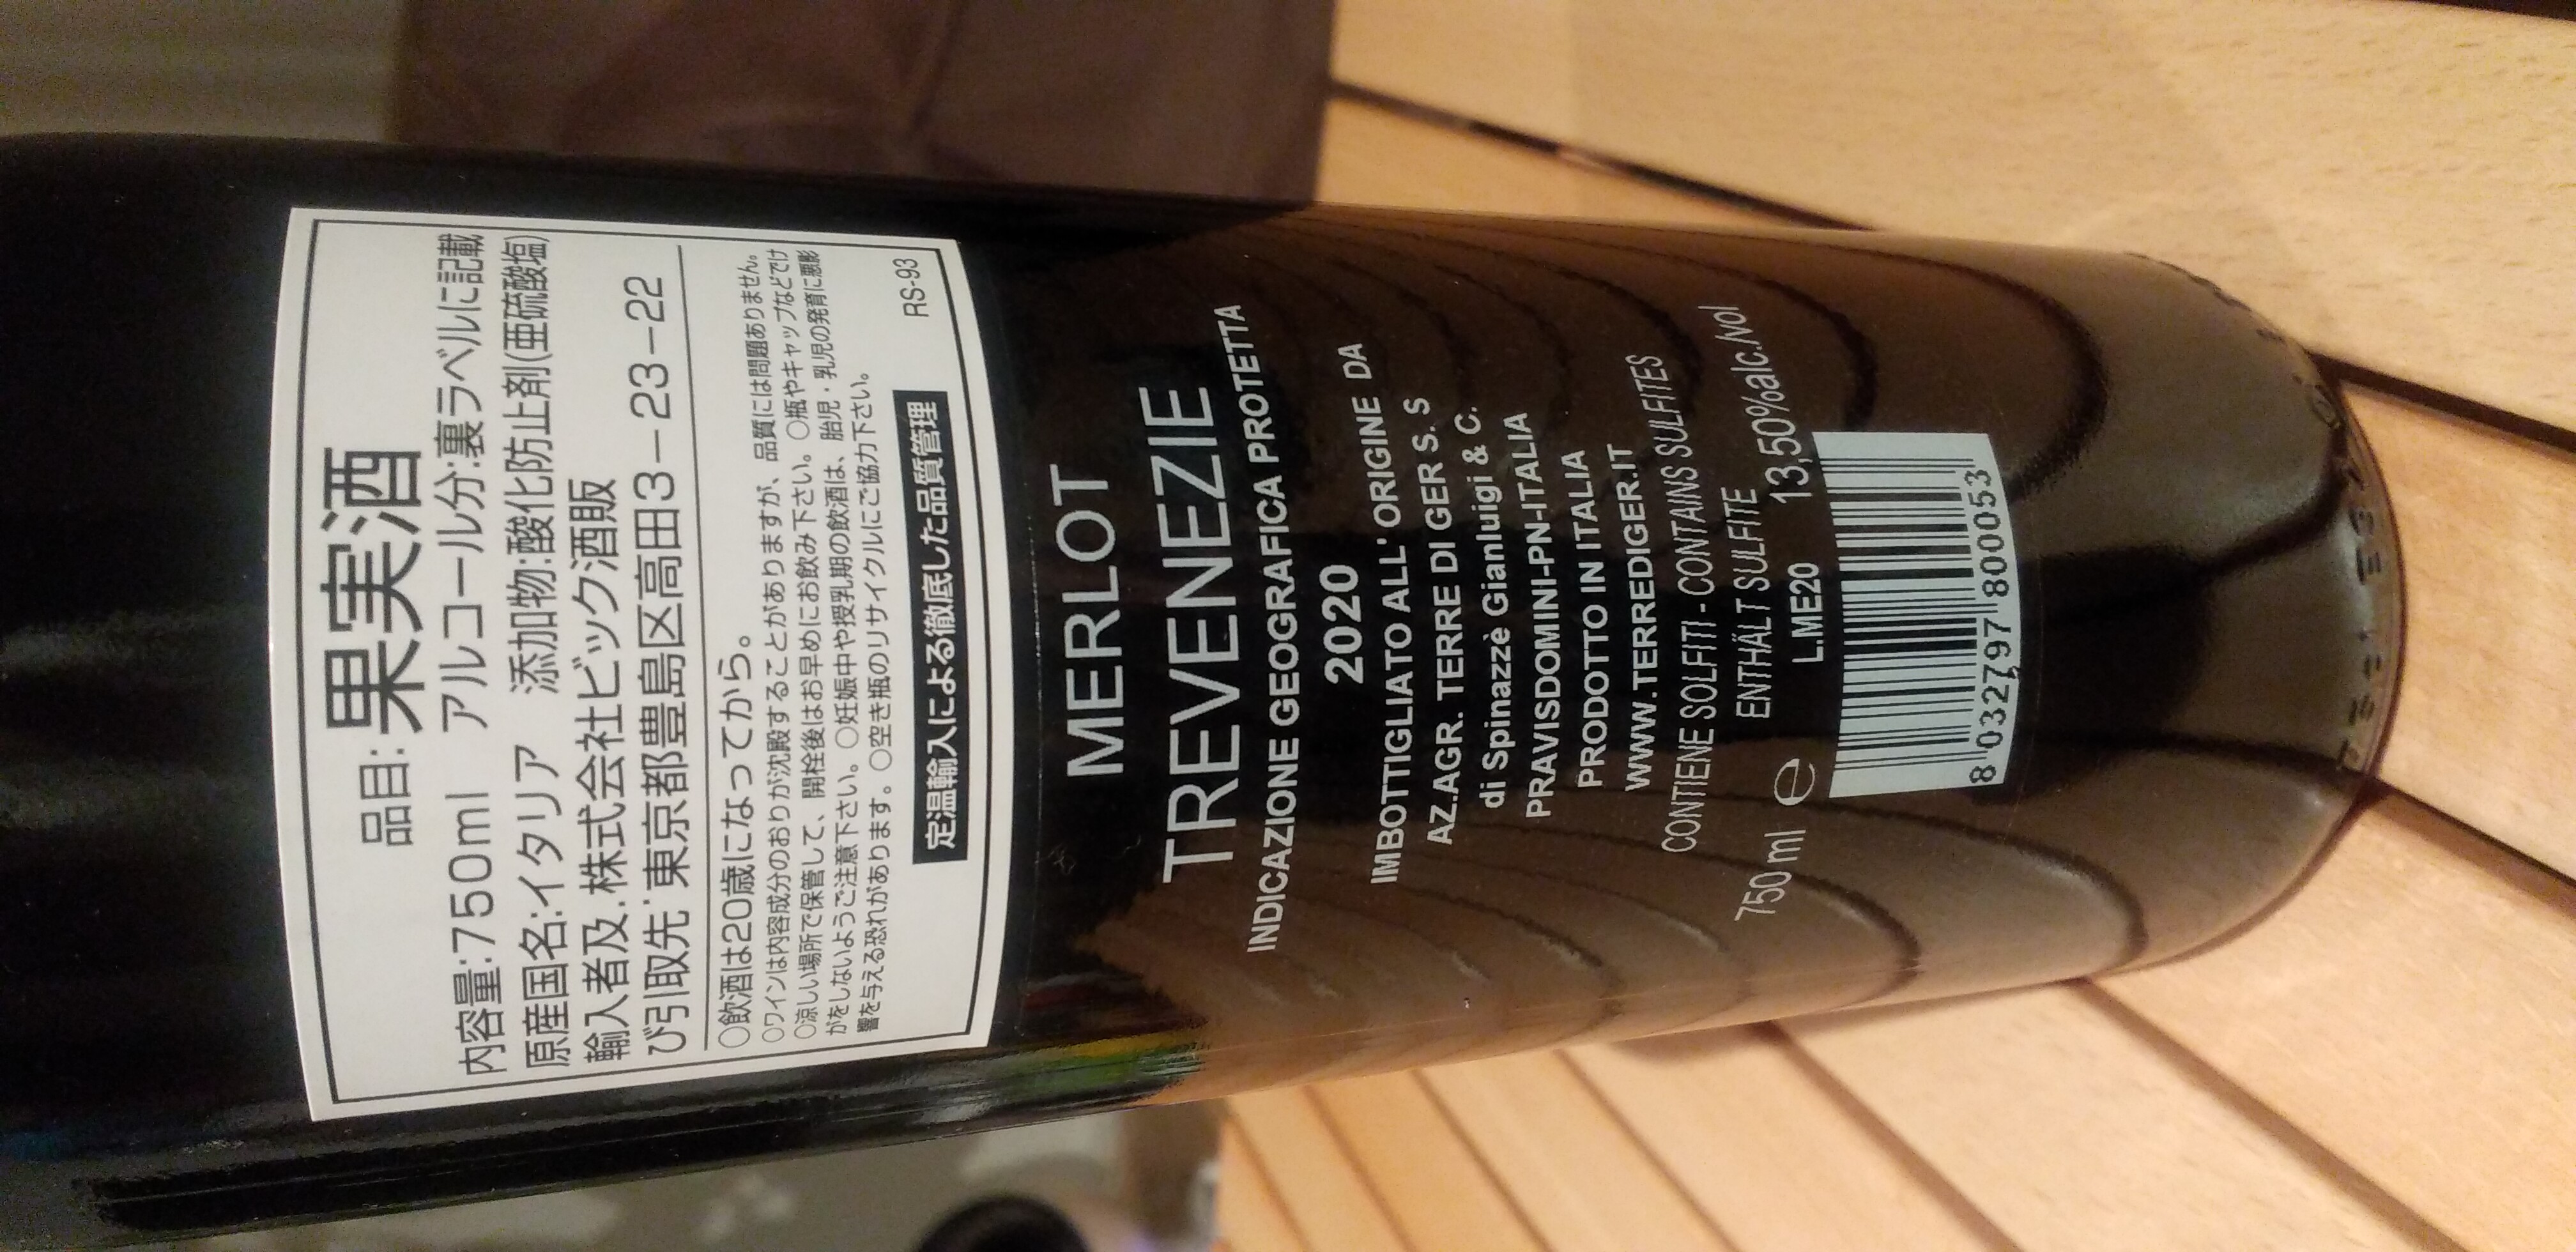 品目:果実酒
内容量:750ml アルコール分:裏ラベルに記載
原産国名:イタリア 添加物:酸化防止剤(亜硫酸塩)
輸入者及び引取先:株式会社ビック酒販
東京都豊島区高田3-23-22
○飲酒は20歳になってから。
○ワインは内容成分のおりが沈殿することがありますが、品質には問題ありません。
○涼しい場所で保管して、開栓後はお早めにお飲み下さい。○瓶やキャップなどでけ
がをしないようご注意下さい。○妊娠中や授乳期の飲酒は、胎児・乳児の発育に悪影
響を与える恐れがあります。○空き瓶のリサイクルにご協力下さい。
定温輸入による徹底した品質管理
RS-93
MERLOT
TREVENEZIE
INDICAZIONE GEOGRAFICA PROTETTA
2020
IMBOTTIGLIATO ALL' ORIGINE DA
AZ.AGR. TERRE DI GER S. S
di Spinazzè Gianluigi & C.
PRAVISDOMINI-PN-ITALIA
PRODOTTO IN ITALIA
WWW.TERREDIGER.IT
CONTIENE SOLFITI - CONTAINS SULFITES
ENTHÄLT SULFITE
750 ml e 13,50%alc./vol
L.ME20
8 032797 800053